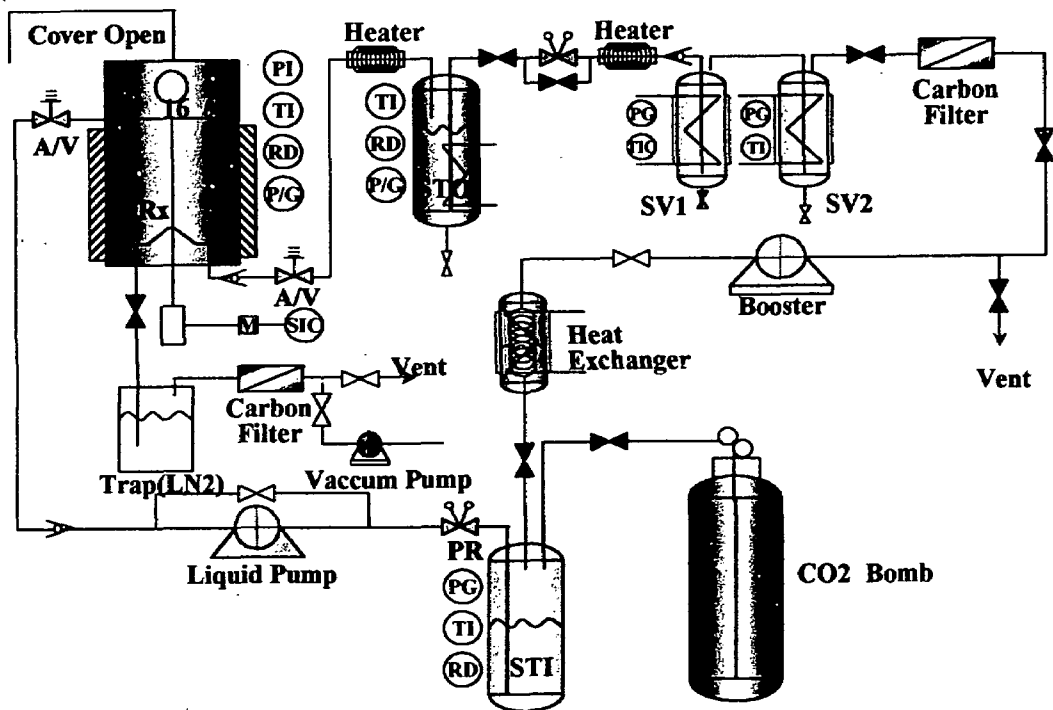 Cover Open
Heater
Heater
PI
TI
RD
P/G
TI
RD
P/G
PG
TIC
PG
TI
Carbon
Filter
A/V
Rx
SV1
SV2
A/V
M
SIC
Booster
Heat
Exchanger
Vent
Vent
Carbon
Filter
Trap(LN2)
Vaccum Pump
Liquid Pump
PR
PG
TI
RD
STI
CO2 Bomb